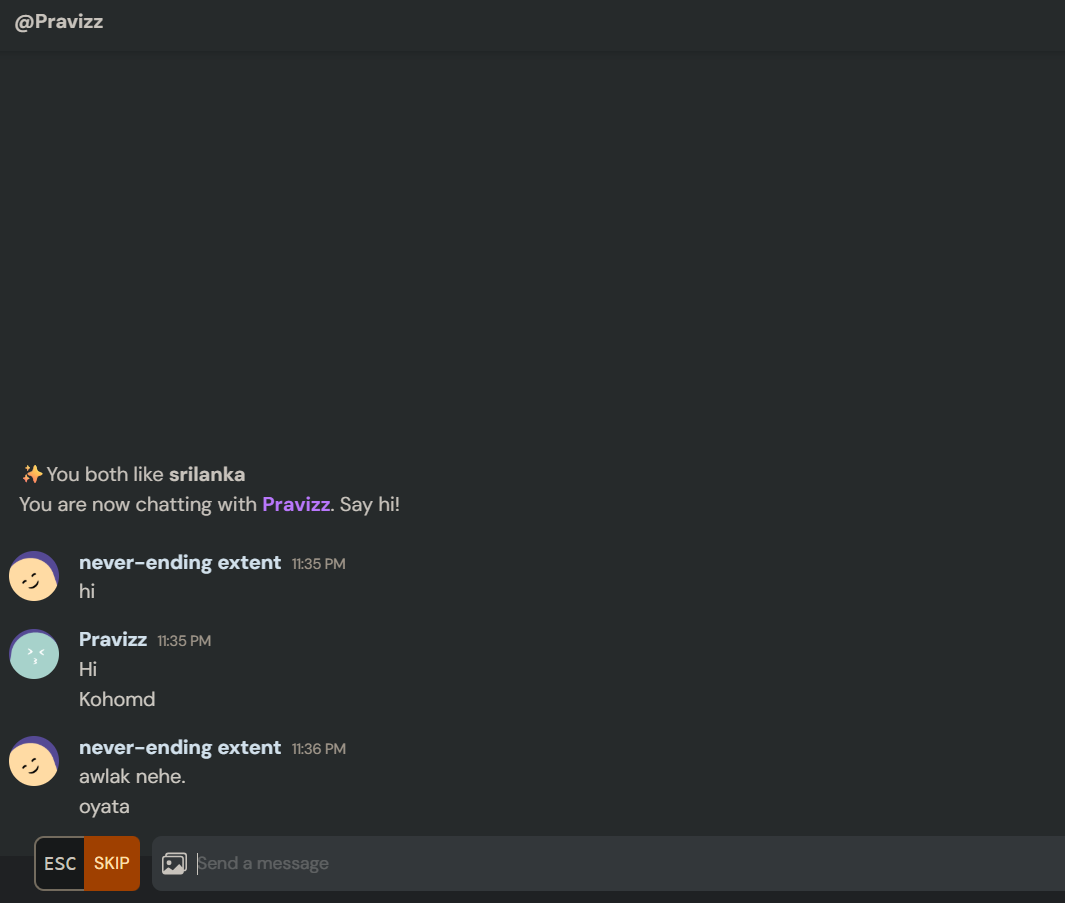 @Pravizz
✨You both like srilanka
You are now chatting with Pravizz. Say hi!
never-ending extent 11:35 PM
hi
Pravizz 11:35 PM
Hi
Kohomd
never-ending extent 11:36 PM
awlak nehe.
oyata
ESC SKIP Send a message